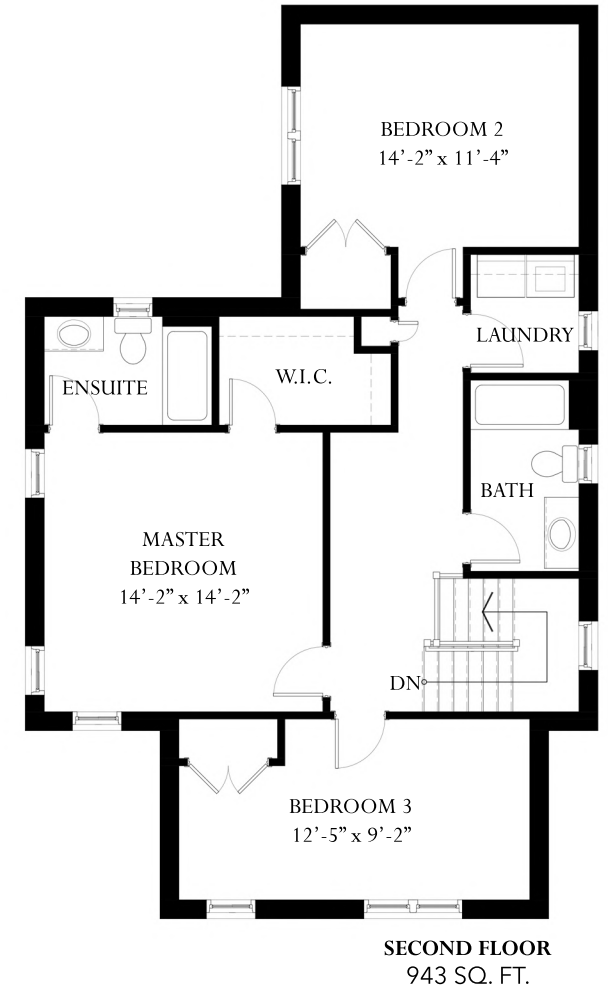 BEDROOM 2
14’-2” x 11’-4”
LAUNDRY
W.I.C.
ENSUITE
BATH
MASTER
BEDROOM
14’-2” x 14’-2”
DN
BEDROOM 3
12’-5” x 9’-2”
SECOND FLOOR
943 SQ. FT.